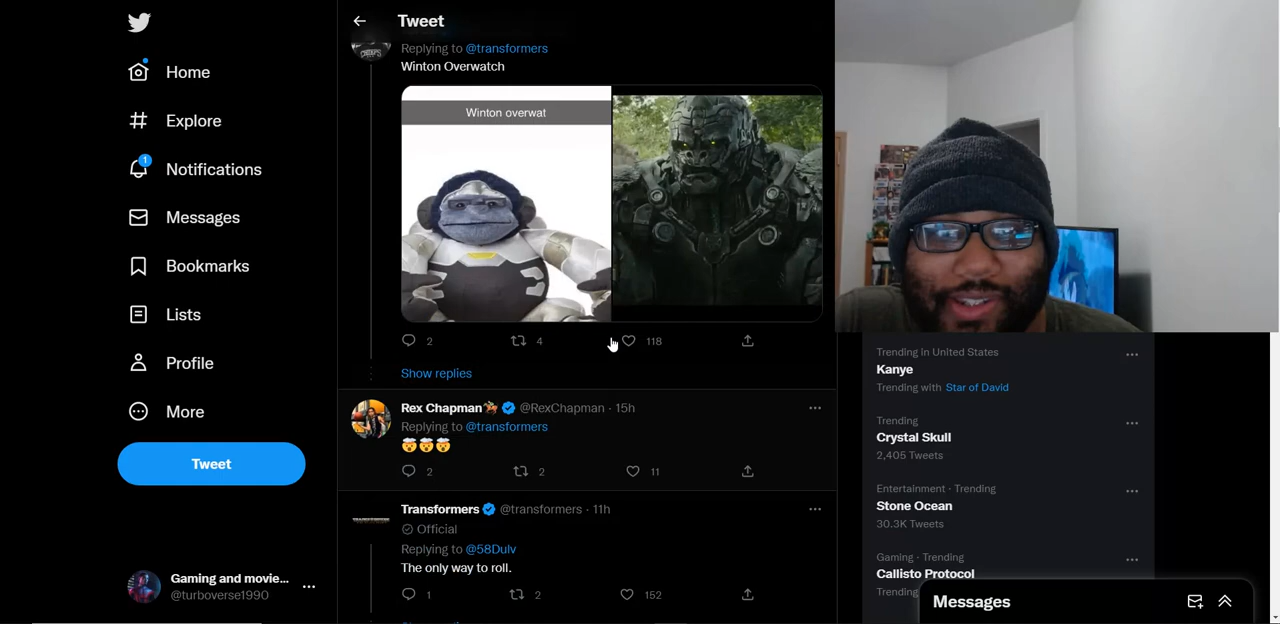 Home
Explore
1
Notifications
Messages
Bookmarks
Lists
Profile
More
Tweet
Gaming and movie...
@turboverse1990
Tweet
Replying to @transformers
Winton Overwatch
Winton overwat
2
4
118
Show replies
Rex Chapman @RexChapman · 15h
Replying to @transformers
🤯🤯🤯
2
2
11
Transformers @transformers · 11h
Official
Replying to @58Dulv
The only way to roll.
1
2
152
Trending in United States
Kanye
Trending with Star of David
Trending
Crystal Skull
2,405 Tweets
Entertainment · Trending
Stone Ocean
30.3K Tweets
Gaming · Trending
Callisto Protocol
Trending
Messages